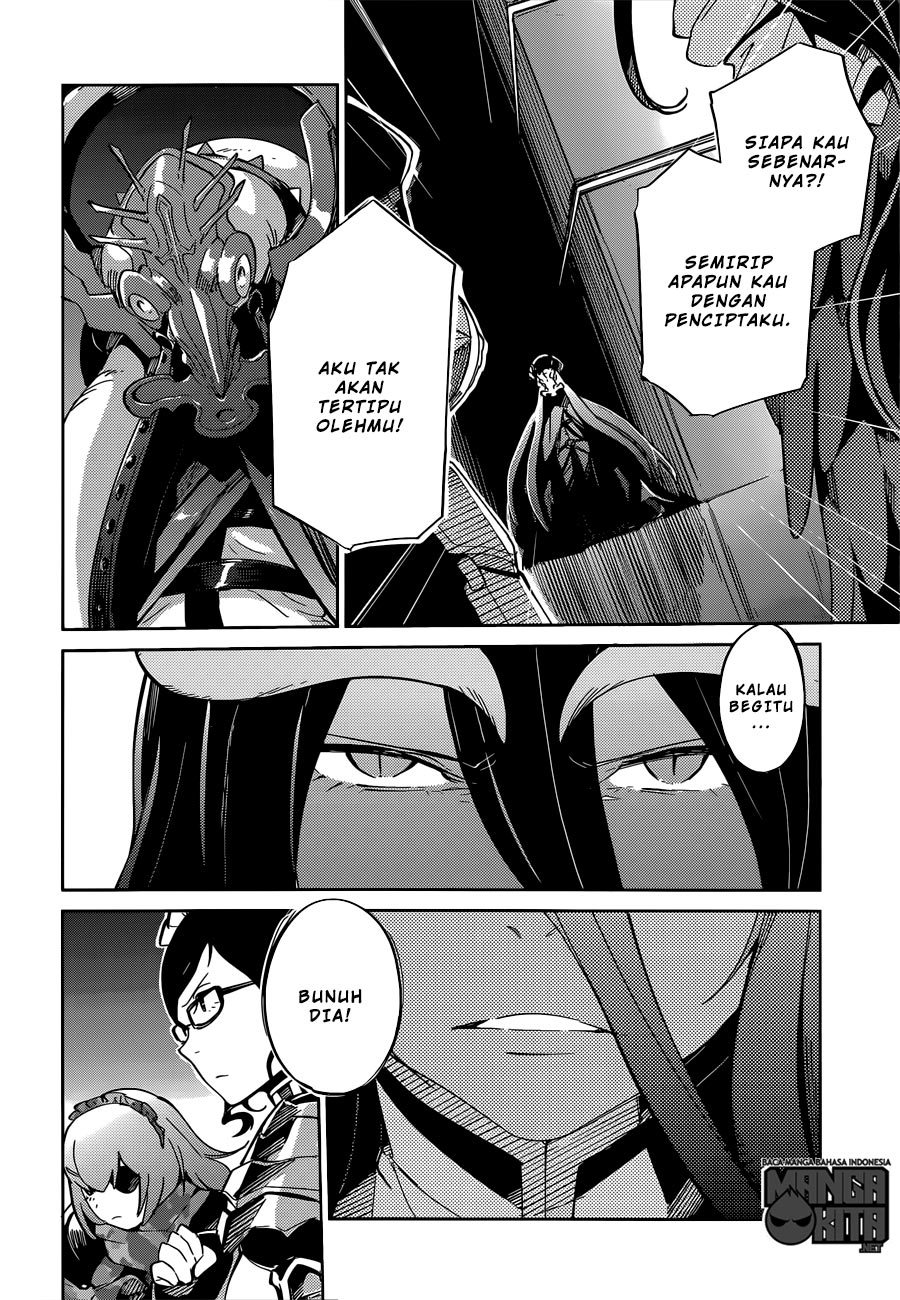 SIAPA KAU
SEBENAR-
NYA?!
SEMIRIP
APAPUN KAU
DENGAN
PENCIPTAKU.
AKU TAK
AKAN
TERTIPU
OLEHMU!
KALAU
BEGITU
...
BUNUH
DIA!
BACA MANGA BAHASA INDONESIA
MANGA
KITA
.NET